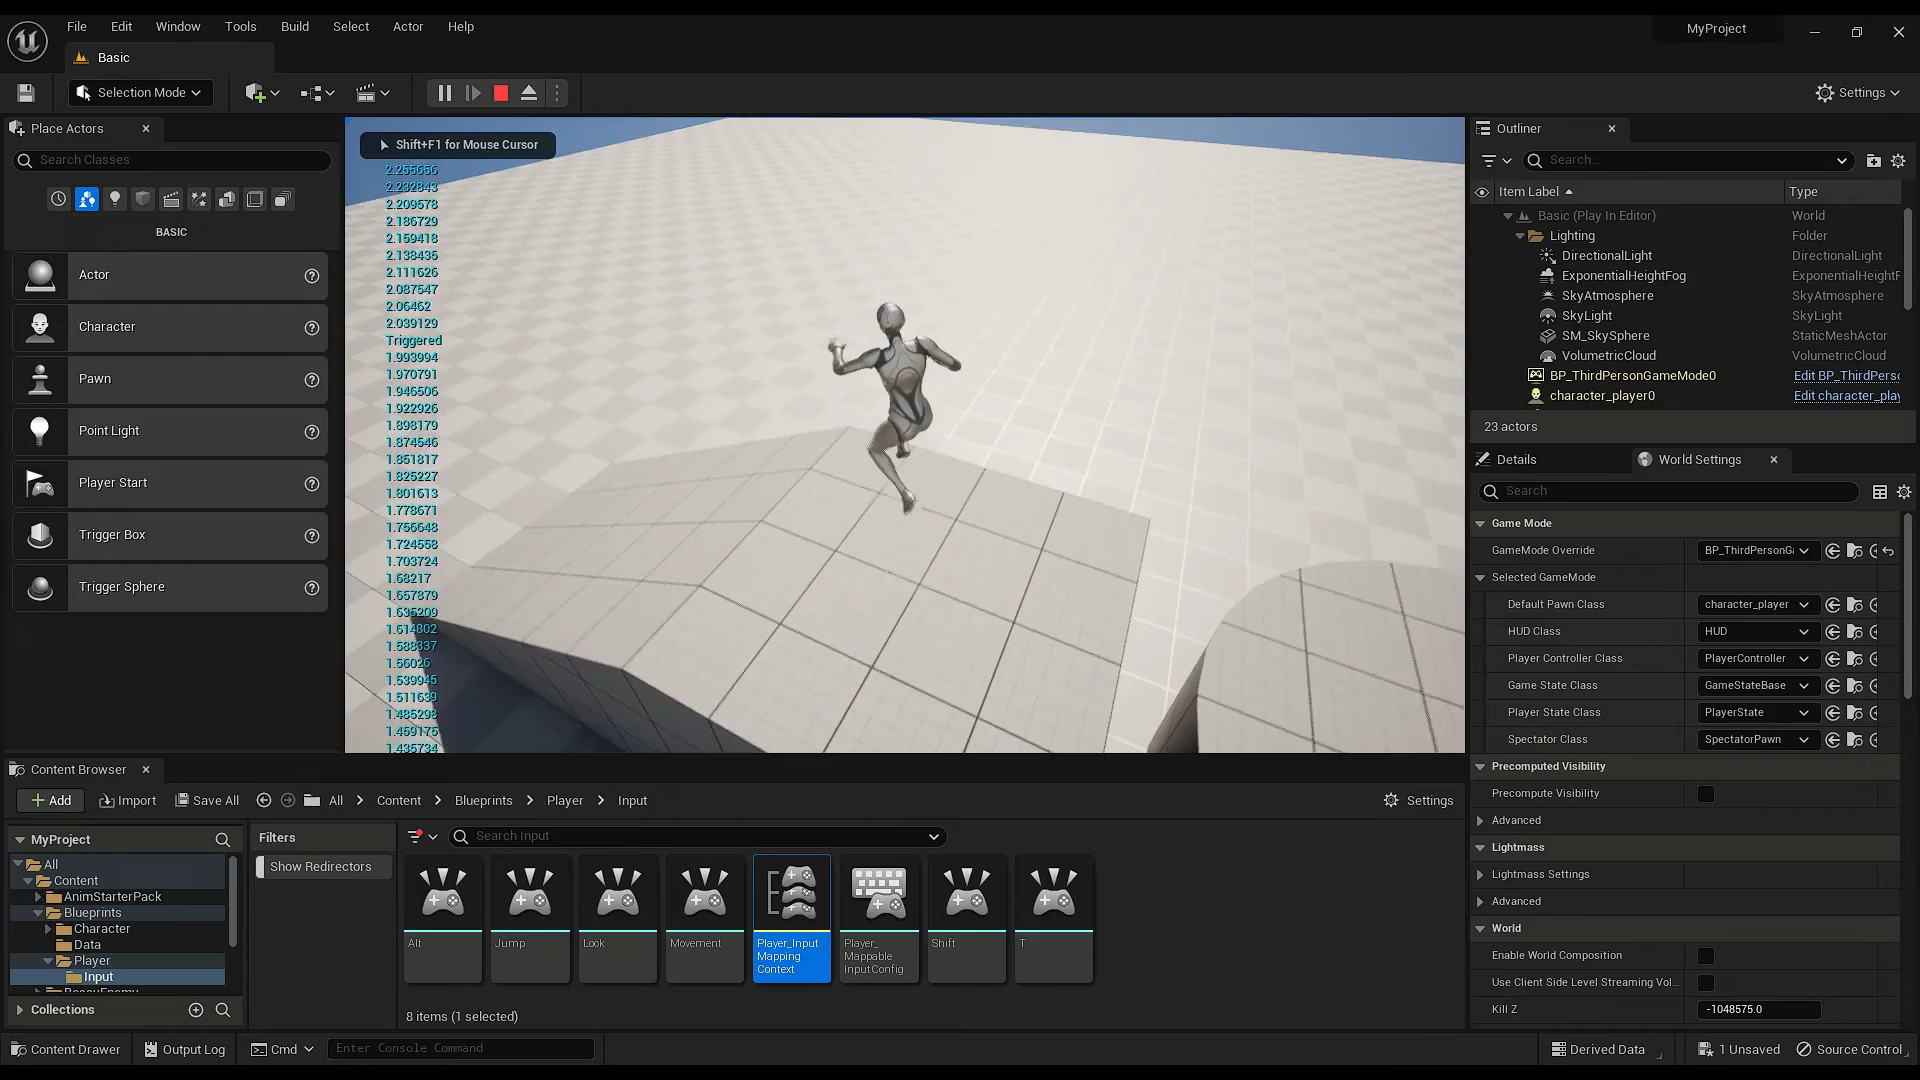 File Edit Window Tools Build Select Actor Help
MyProject
Basic
Selection Mode
Settings
Place Actors
Search Classes
BASIC
Actor
Character
Pawn
Point Light
Player Start
Trigger Box
Trigger Sphere
Shift+F1 for Mouse Cursor
2.255656
2.232843
2.209578
2.186729
2.159418
2.138435
2.111626
2.087547
2.06462
2.039129
Triggered
1.993994
1.970791
1.946506
1.922926
1.898179
1.874546
1.851817
1.825227
1.801613
1.778671
1.756648
1.724558
1.703724
1.68217
1.657879
1.635209
1.614802
1.588337
1.56026
1.539945
1.511639
1.485298
1.459175
1.435734
Outliner
Search...
Item Label Type
Basic (Play In Editor) World
Lighting Folder
DirectionalLight DirectionalLight
ExponentialHeightFog ExponentialHeightF
SkyAtmosphere SkyAtmosphere
SkyLight SkyLight
SM_SkySphere StaticMeshActor
VolumetricCloud VolumetricCloud
BP_ThirdPersonGameMode0 Edit BP_ThirdPerso
character_player0 Edit character_play
23 actors
Details World Settings
Search
Game Mode
GameMode Override BP_ThirdPersonGa
Selected GameMode
Default Pawn Class character_player
HUD Class HUD
Player Controller Class PlayerController
Game State Class GameStateBase
Player State Class PlayerState
Spectator Class SpectatorPawn
Precomputed Visibility
Precompute Visibility
Advanced
Lightmass
Lightmass Settings
Advanced
World
Enable World Composition
Use Client Side Level Streaming Vol...
Kill Z -1048575.0
Content Browser
Add Import Save All All Content Blueprints Player Input Settings
MyProject
All
Content
AnimStarterPack
Blueprints
Character
Data
Player
Input
Collections
Filters
Show Redirectors
Search Input
Alt
Jump
Look
Movement
Player_Input
Mapping
Context
Player_
Mappable
InputConfig
Shift
T
8 items (1 selected)
Content Drawer Output Log Cmd Enter Console Command Derived Data 1 Unsaved Source Control